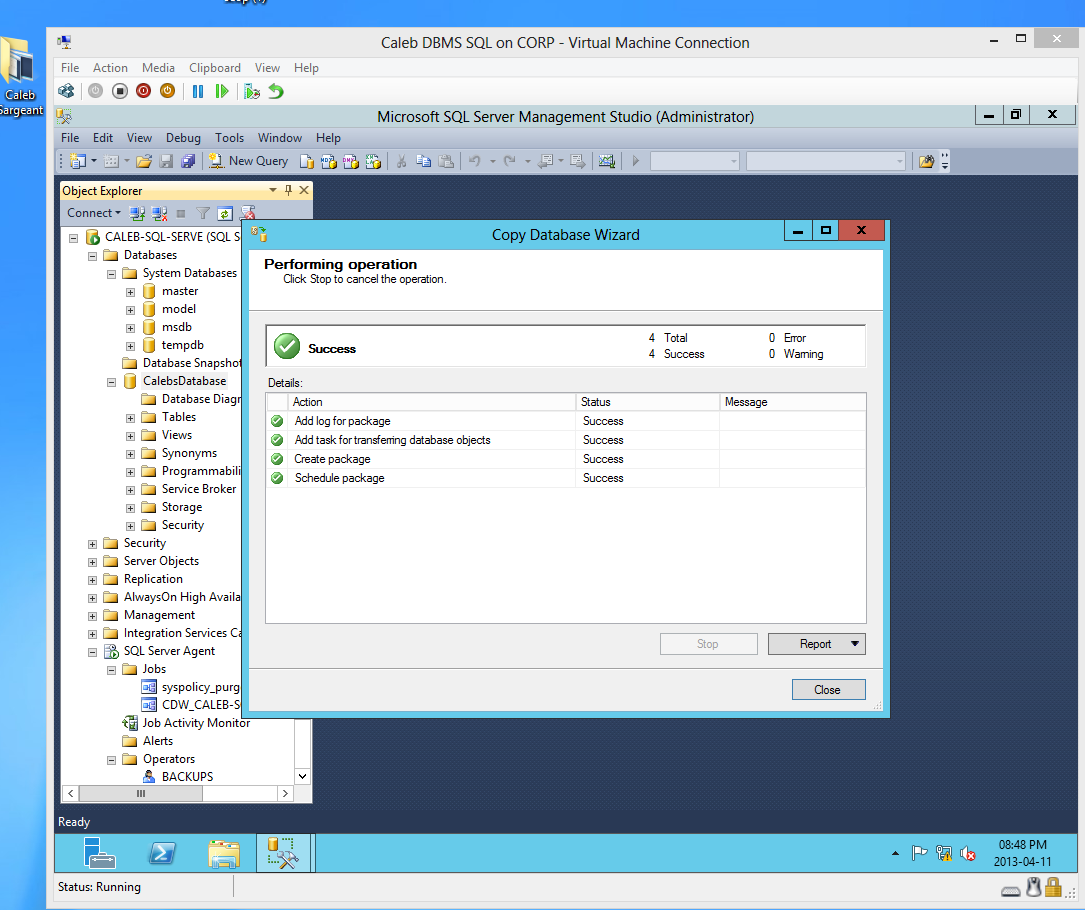 Caleb
Sargeant
Caleb DBMS SQL on CORP - Virtual Machine Connection
File Action Media Clipboard View Help
Microsoft SQL Server Management Studio (Administrator)
File Edit View Debug Tools Window Help
New Query
Object Explorer
Connect
CALEB-SQL-SERVE (SQL S
Databases
System Databases
master
model
msdb
tempdb
Database Snapshot
CalebsDatabase
Database Diagr
Tables
Views
Synonyms
Programmabili
Service Broker
Storage
Security
Security
Server Objects
Replication
AlwaysOn High Availa
Management
Integration Services Ca
SQL Server Agent
Jobs
syspolicy_purg
CDW_CALEB-S
Job Activity Monitor
Alerts
Operators
BACKUPS
Copy Database Wizard
Performing operation
Click Stop to cancel the operation.
Success
4 Total 0 Error
4 Success 0 Warning
Details:
Action Status Message
Add log for package Success
Add task for transferring database objects Success
Create package Success
Schedule package Success
Stop Report
Close
Ready
08:48 PM
2013-04-11
Status: Running